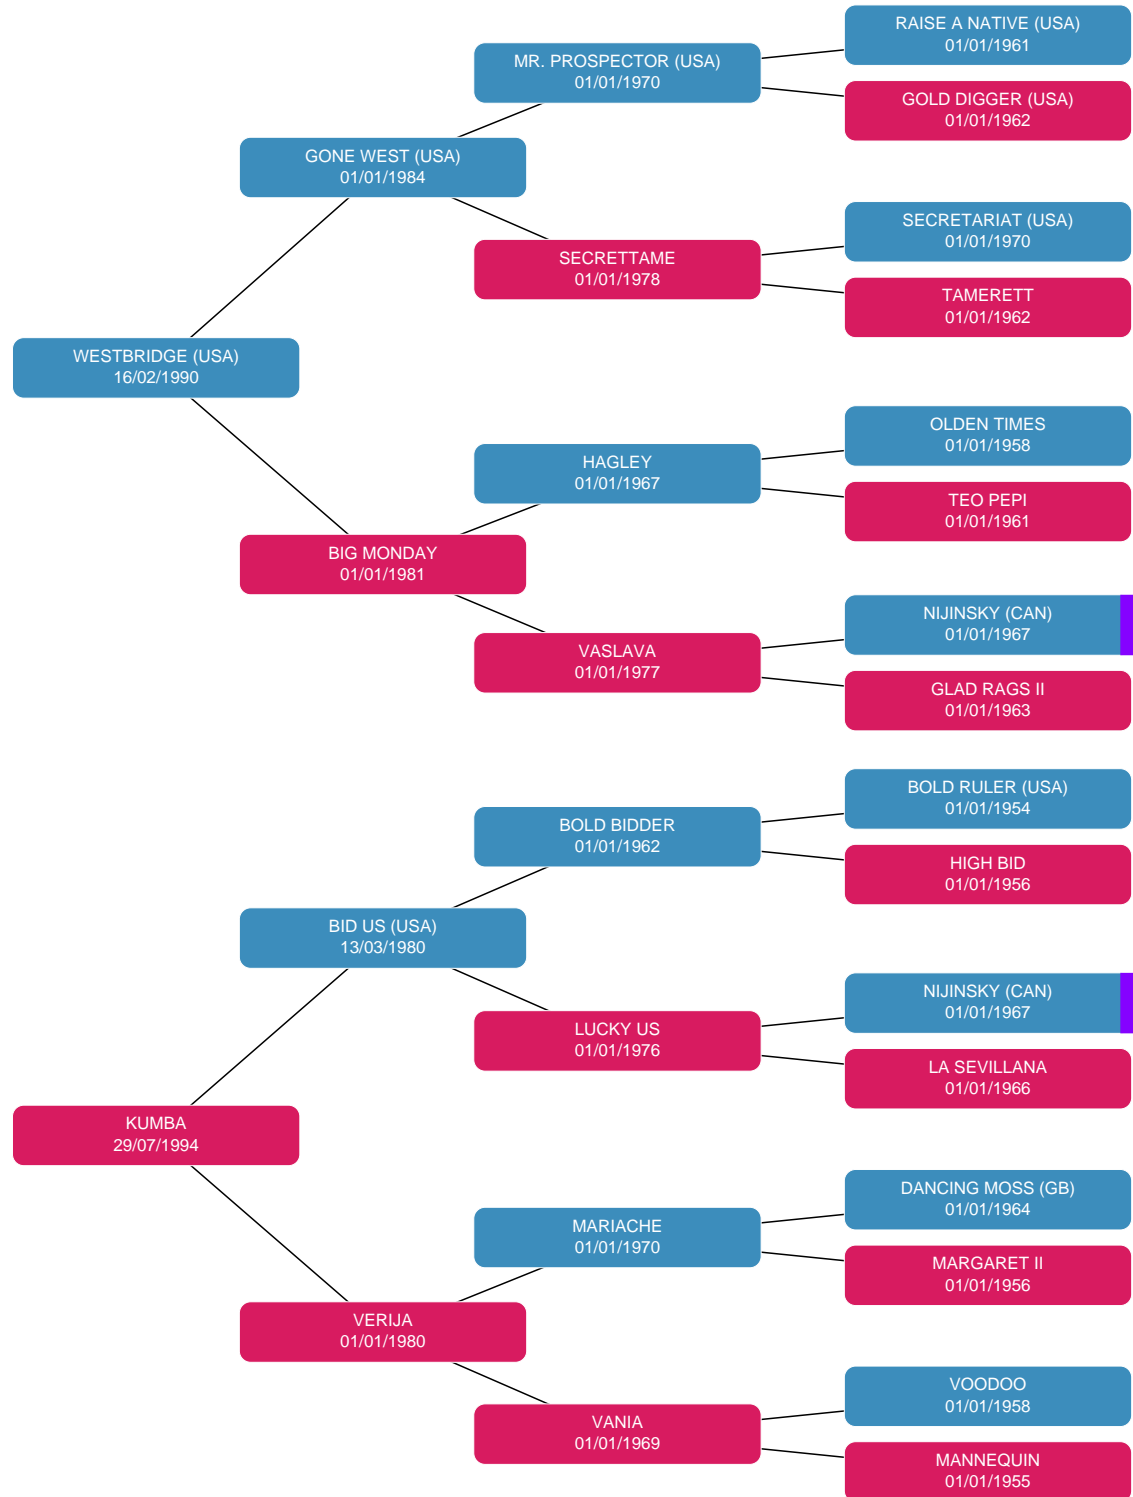 RAISE A NATIVE (USA)
01/01/1961
MR. PROSPECTOR (USA)
01/01/1970
GOLD DIGGER (USA)
01/01/1962
GONE WEST (USA)
01/01/1984
SECRETARIAT (USA)
01/01/1970
SECRETTAME
01/01/1978
TAMERETT
01/01/1962
WESTBRIDGE (USA)
16/02/1990
OLDEN TIMES
01/01/1958
HAGLEY
01/01/1967
TEO PEPI
01/01/1961
BIG MONDAY
01/01/1981
NIJINSKY (CAN)
01/01/1967
VASLAVA
01/01/1977
GLAD RAGS II
01/01/1963
BOLD RULER (USA)
01/01/1954
BOLD BIDDER
01/01/1962
HIGH BID
01/01/1956
BID US (USA)
13/03/1980
NIJINSKY (CAN)
01/01/1967
LUCKY US
01/01/1976
LA SEVILLANA
01/01/1966
KUMBA
29/07/1994
DANCING MOSS (GB)
01/01/1964
MARIACHE
01/01/1970
MARGARET II
01/01/1956
VERIJA
01/01/1980
VOODOO
01/01/1958
VANIA
01/01/1969
MANNEQUIN
01/01/1955